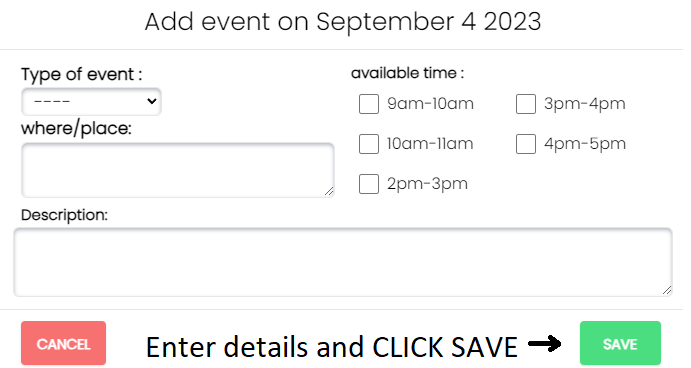 Add event on September 4 2023
Type of event :
----
where/place:
available time :
9am-10am
3pm-4pm
10am-11am
4pm-5pm
2pm-3pm
Description:
CANCEL
Enter details and CLICK SAVE
SAVE